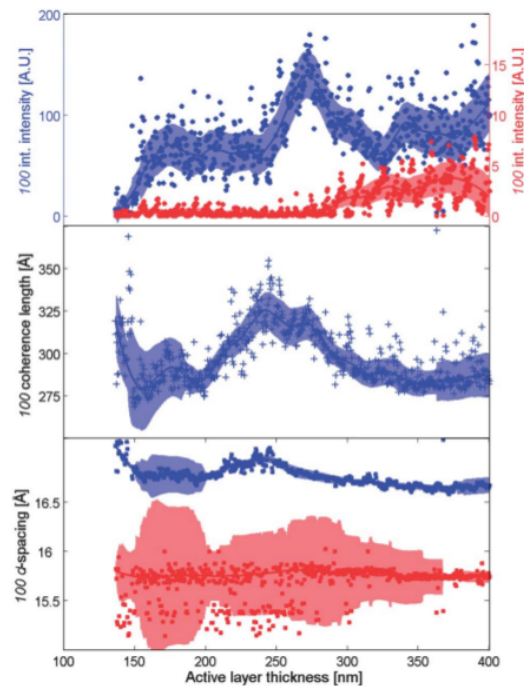 100 int. intensity [A.U.]
100
0
100 int. intensity [A.U.]
15
10
5
0
100 coherence length [Å]
350
325
300
275
100 d-spacing [Å]
16.5
16
15.5
100 150 200 250 300 350 400
Active layer thickness [nm]